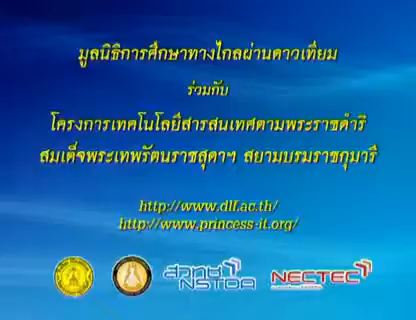 มูลนิธิการศึกษาทางไกลผ่านดาวเทียม
ร่วมกับ
โครงการเทคโนโลยีสารสนเทศตามพระราชดำริ
สมเด็จพระเทพรัตนราชสุดาฯ สยามบรมราชกุมารี
http://www.dlf.ac.th/
http://www.princess-it.org/
สวทช
NSTDA
NECTEC